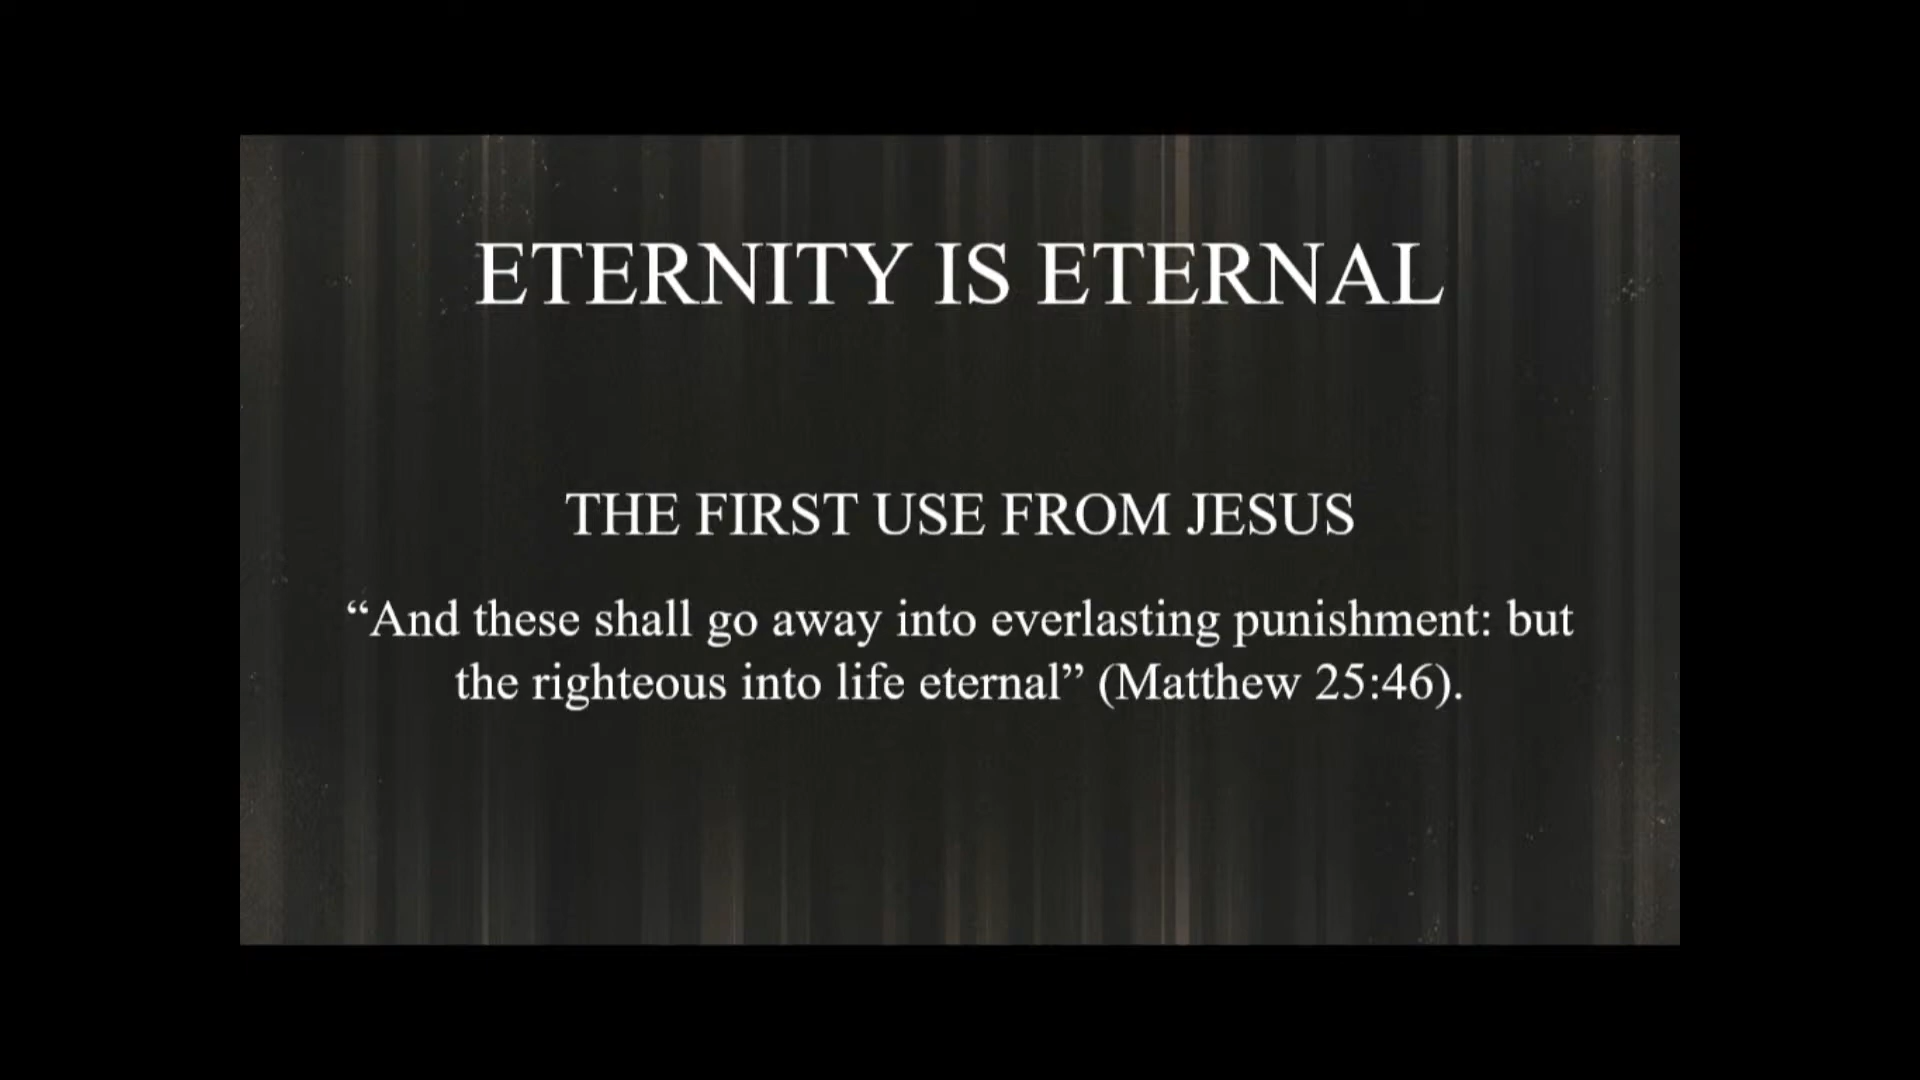 ETERNITY IS ETERNAL
THE FIRST USE FROM JESUS
“And these shall go away into everlasting punishment: but
the righteous into life eternal” (Matthew 25:46).